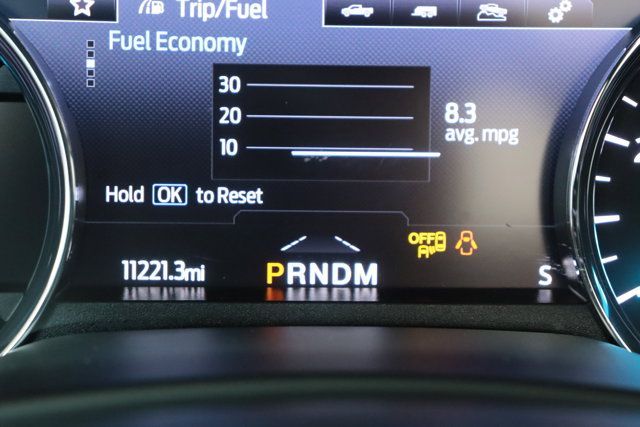 Trip/Fuel
Fuel Economy
30
20
10
8.3
avg. mpg
Hold OK to Reset
OFF
11221.3mi
PRNDM
S